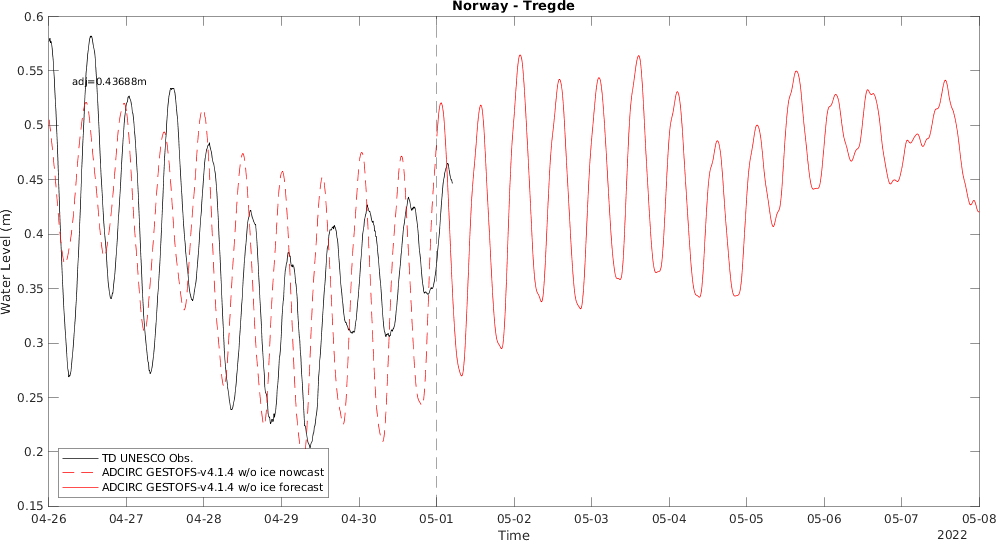 Norway - Tregde
0.6
0.55
adj=0.43688m
0.5
0.45
0.4
0.35
0.3
0.25
0.2
0.15
Water Level (m)
TD UNESCO Obs.
ADCIRC GESTOFS-v4.1.4 w/o ice nowcast
ADCIRC GESTOFS-v4.1.4 w/o ice forecast
04-26 04-27 04-28 04-29 04-30 05-01 05-02 05-03 05-04 05-05 05-06 05-07 05-08
Time
2022